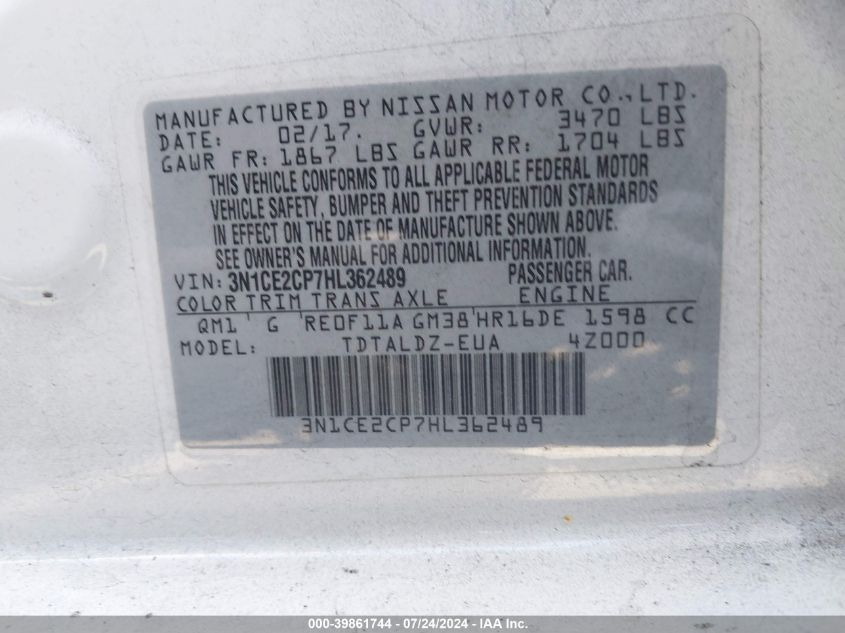 MANUFACTURED BY NISSAN MOTOR CO., LTD.
DATE: 02/17. GVWR: 3470 LBS
GAWR FR: 1867 LBS GAWR RR: 1704 LBS
THIS VEHICLE CONFORMS TO ALL APPLICABLE FEDERAL MOTOR
VEHICLE SAFETY, BUMPER AND THEFT PREVENTION STANDARDS
IN EFFECT ON THE DATE OF MANUFACTURE SHOWN ABOVE.
SEE OWNER'S MANUAL FOR ADDITIONAL INFORMATION.
VIN: 3N1CE2CP7HL362489 PASSENGER CAR.
COLOR TRIM TRANS AXLE ENGINE
QM1 G RE0F11A GM38 HR16DE 1598 CC
MODEL: TDTALDZ-EUA 4Z000
3N1CE2CP7HL362489
000-39861744 - 07/24/2024 - IAA Inc.